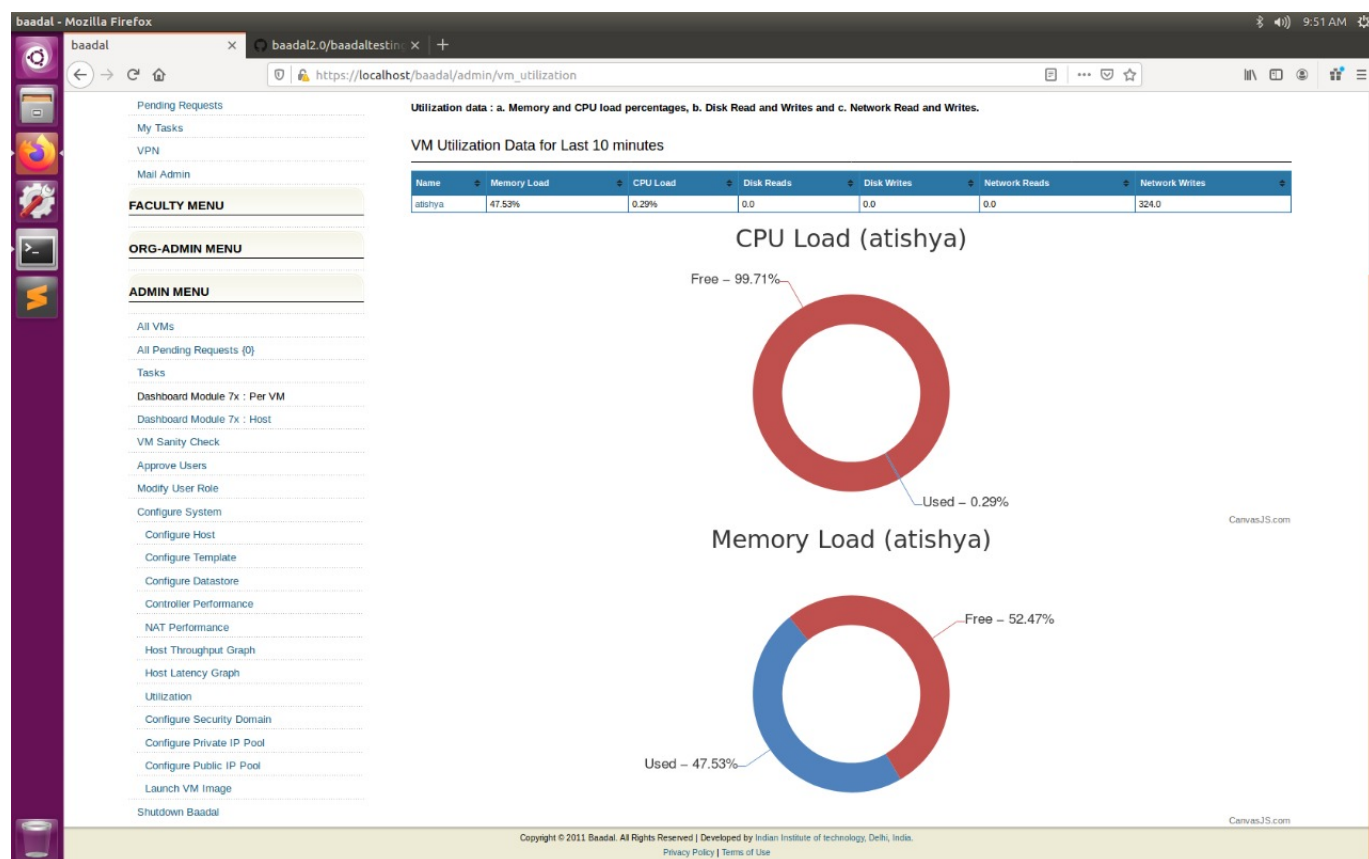 baadal - Mozilla Firefox
9:51 AM
baadal
baadal2.0/baadaltesting
https://localhost/baadal/admin/vm_utilization
Pending Requests
My Tasks
VPN
Mail Admin
FACULTY MENU
ORG-ADMIN MENU
ADMIN MENU
All VMs
All Pending Requests {0}
Tasks
Dashboard Module 7x : Per VM
Dashboard Module 7x : Host
VM Sanity Check
Approve Users
Modify User Role
Configure System
Configure Host
Configure Template
Configure Datastore
Controller Performance
NAT Performance
Host Throughput Graph
Host Latency Graph
Utilization
Configure Security Domain
Configure Private IP Pool
Configure Public IP Pool
Launch VM Image
Shutdown Baadal
Utilization data : a. Memory and CPU load percentages, b. Disk Read and Writes and c. Network Read and Writes.
VM Utilization Data for Last 10 minutes
Name Memory Load CPU Load Disk Reads Disk Writes Network Reads Network Writes
atishya 47.53% 0.29% 0.0 0.0 0.0 324.0
CPU Load (atishya)
Free – 99.71%
Used – 0.29%
CanvasJS.com
Memory Load (atishya)
Free – 52.47%
Used – 47.53%
CanvasJS.com
Copyright © 2011 Baadal. All Rights Reserved | Developed by Indian Institute of technology, Delhi, India.
Privacy Policy | Terms of Use